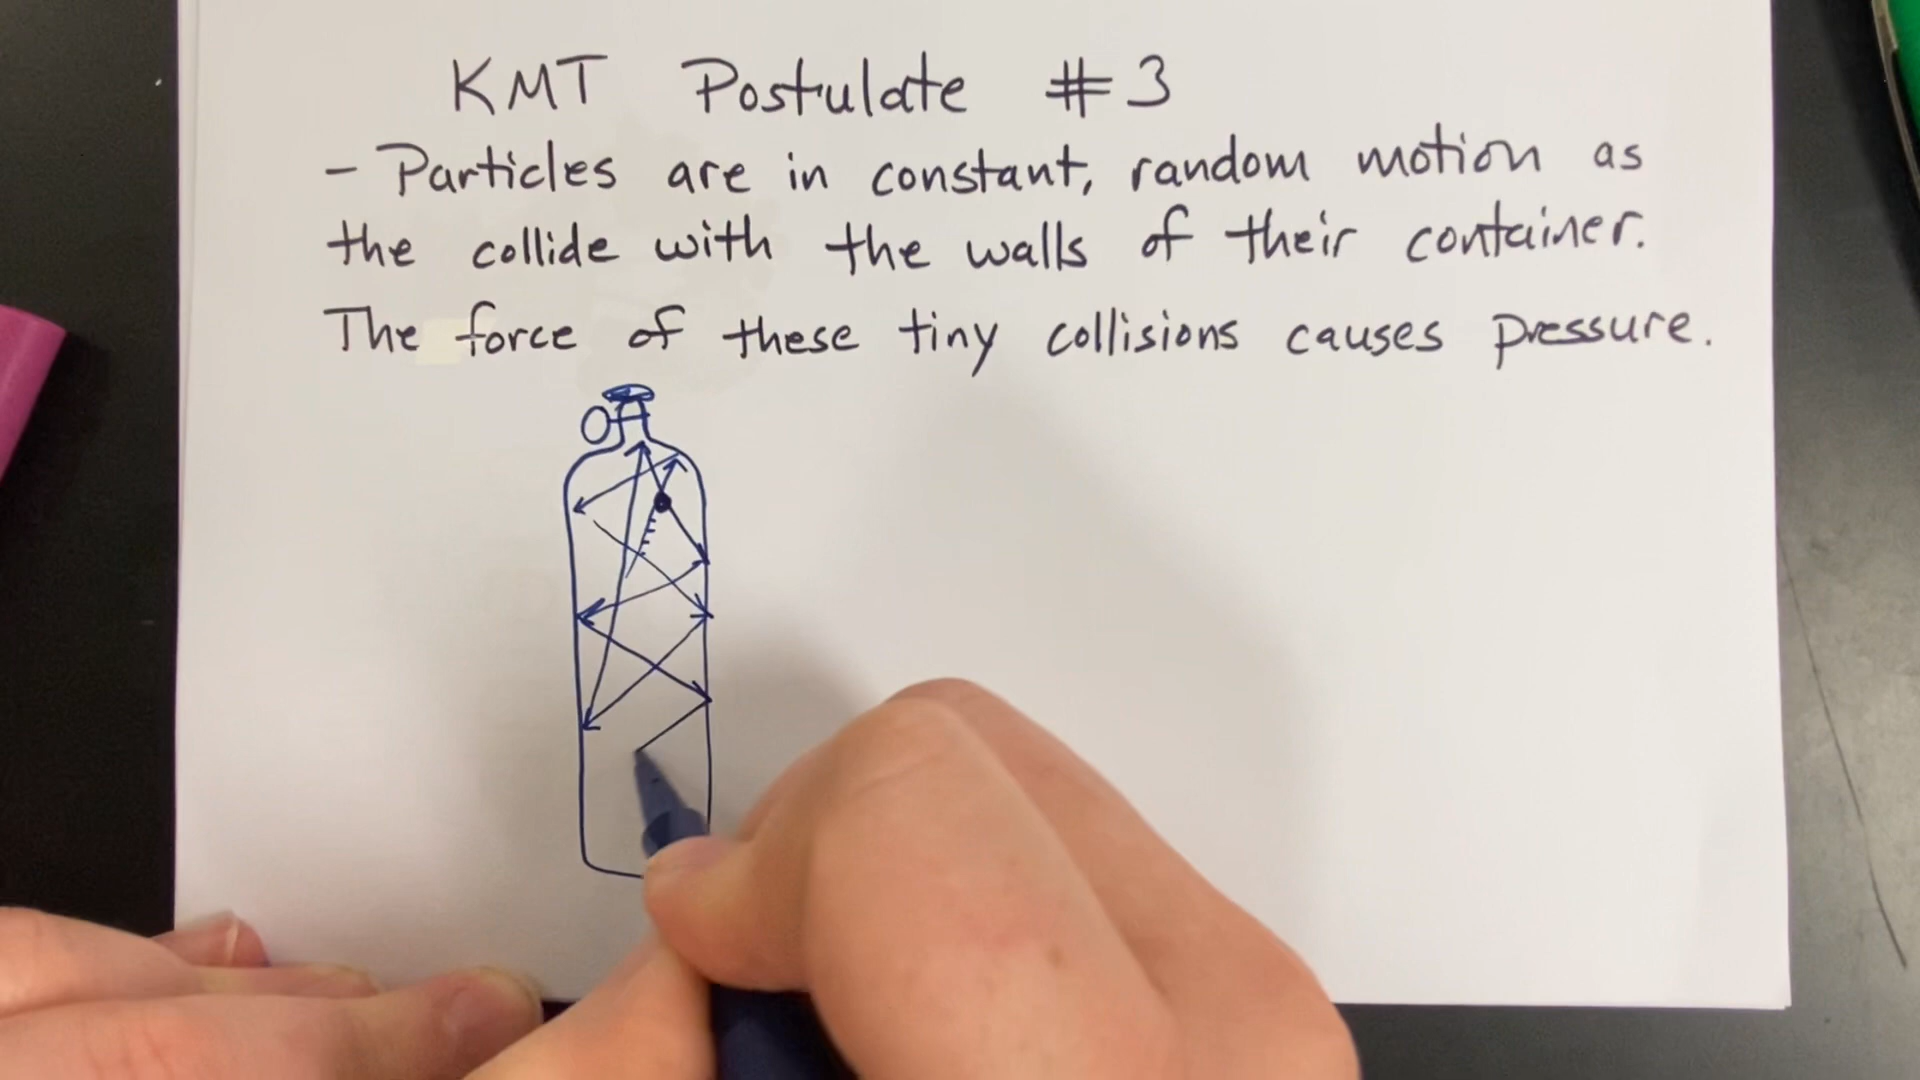 KMT Postulate #3
- Particles are in constant, random motion as
the collide with the walls of their container.
The force of these tiny collisions causes pressure.